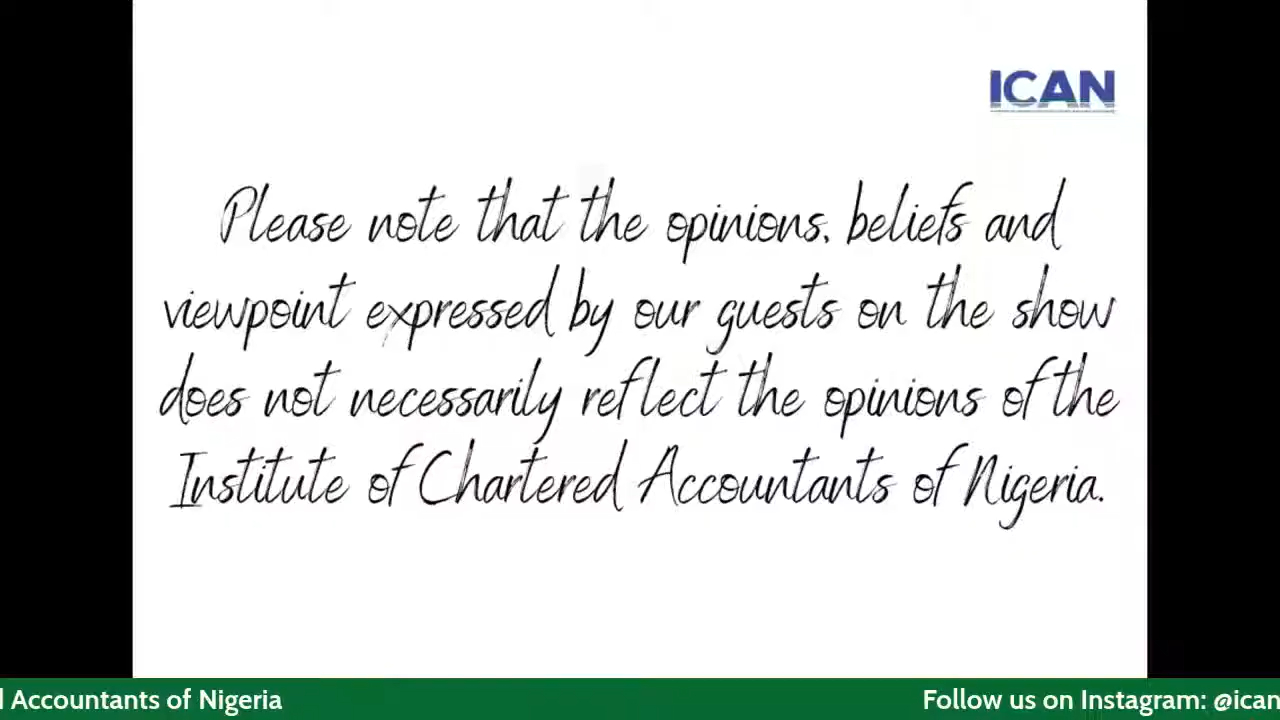 ICAN
Please note that the opinions, beliefs and
viewpoint expressed by our guests on the show
does not necessarily reflect the opinions of the
Institute of Chartered Accountants of Nigeria.
Accountants of Nigeria
Follow us on Instagram: @ican